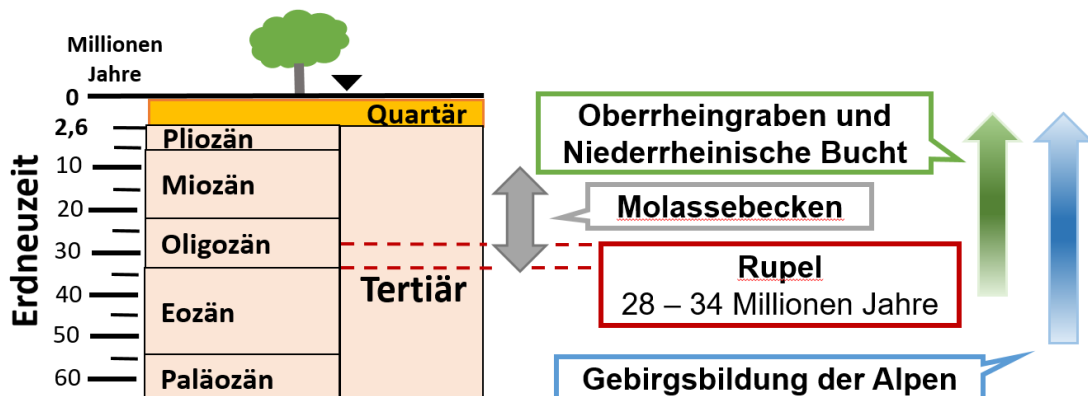 Millionen
Jahre
0
2,6
10
20
30
40
50
60
Erdneuzeit
Quartär
Pliozän
Miozän
Oligozän
Eozän
Paläozän
Tertiär
Oberrheingraben und
Niederrheinische Bucht
Molassebecken
Rupel
28 – 34 Millionen Jahre
Gebirgsbildung der Alpen